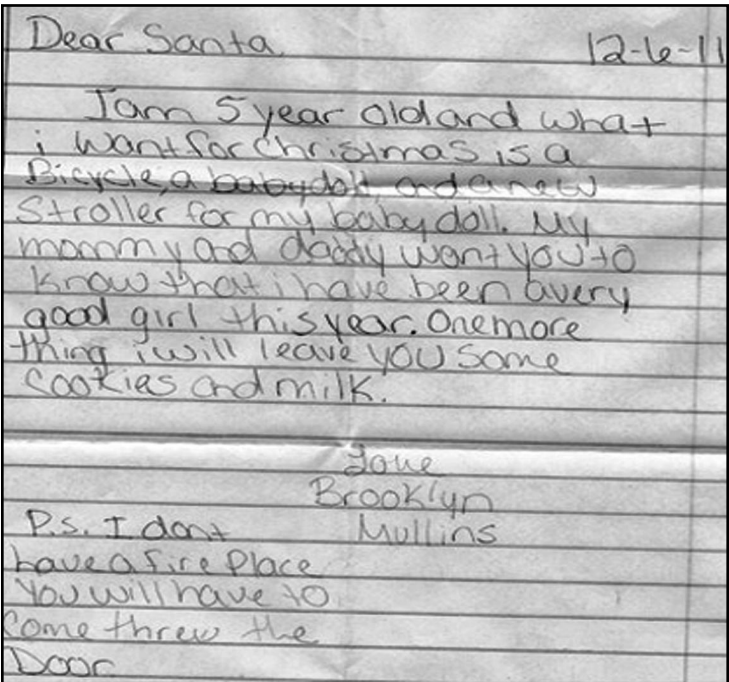 Dear Santa 12-6-11
I am 5 year old and what
i want for christmas is a
Bicycle, a babydoll, and a new
Stroller for my baby doll. My
mommy and daddy want you to
know that i have been a very
good girl this year. One more
thing i will leave you some
cookies and milk.
Love
Brooklyn
P.s. I dont Mullins
have a fire place
you will have to
come threw the
Door